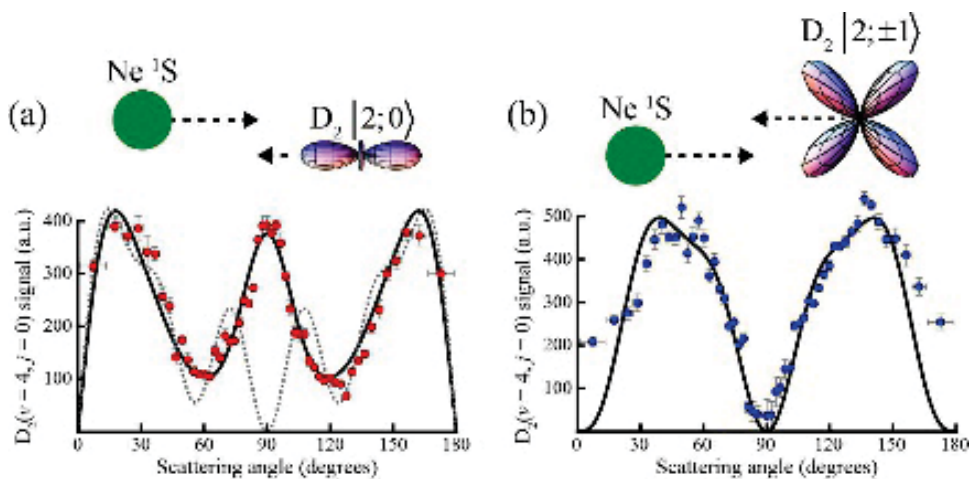 (a)
Ne ¹S
D₂ |2;0⟩
D₂(v − 4, j − 0) signal (a.u.)
400
300
200
100
0 30 60 90 120 150 180
Scattering angle (degrees)
(b)
Ne ¹S
D₂ |2;±1⟩
D₂(v − 4, j − 0) signal (a.u.)
500
400
300
200
100
0 30 60 90 120 150 180
Scattering angle (degrees)